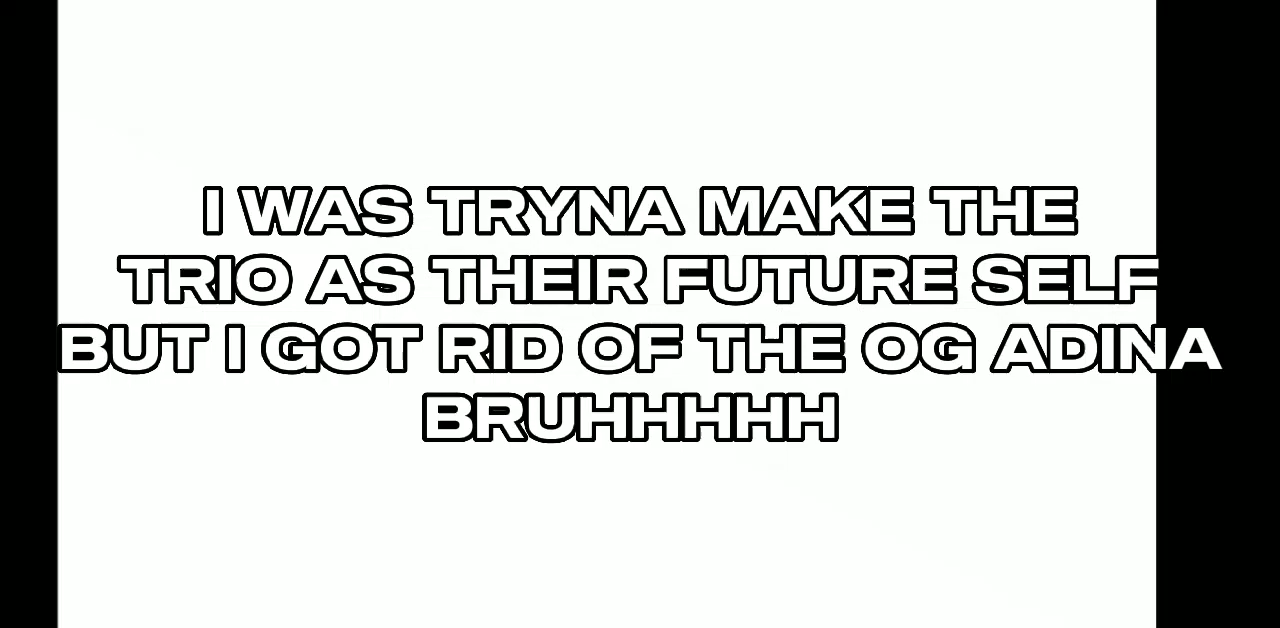 I WAS TRYNA MAKE THE
TRIO AS THEIR FUTURE SELF
BUT I GOT RID OF THE OG ADINA
BRUHHHHH